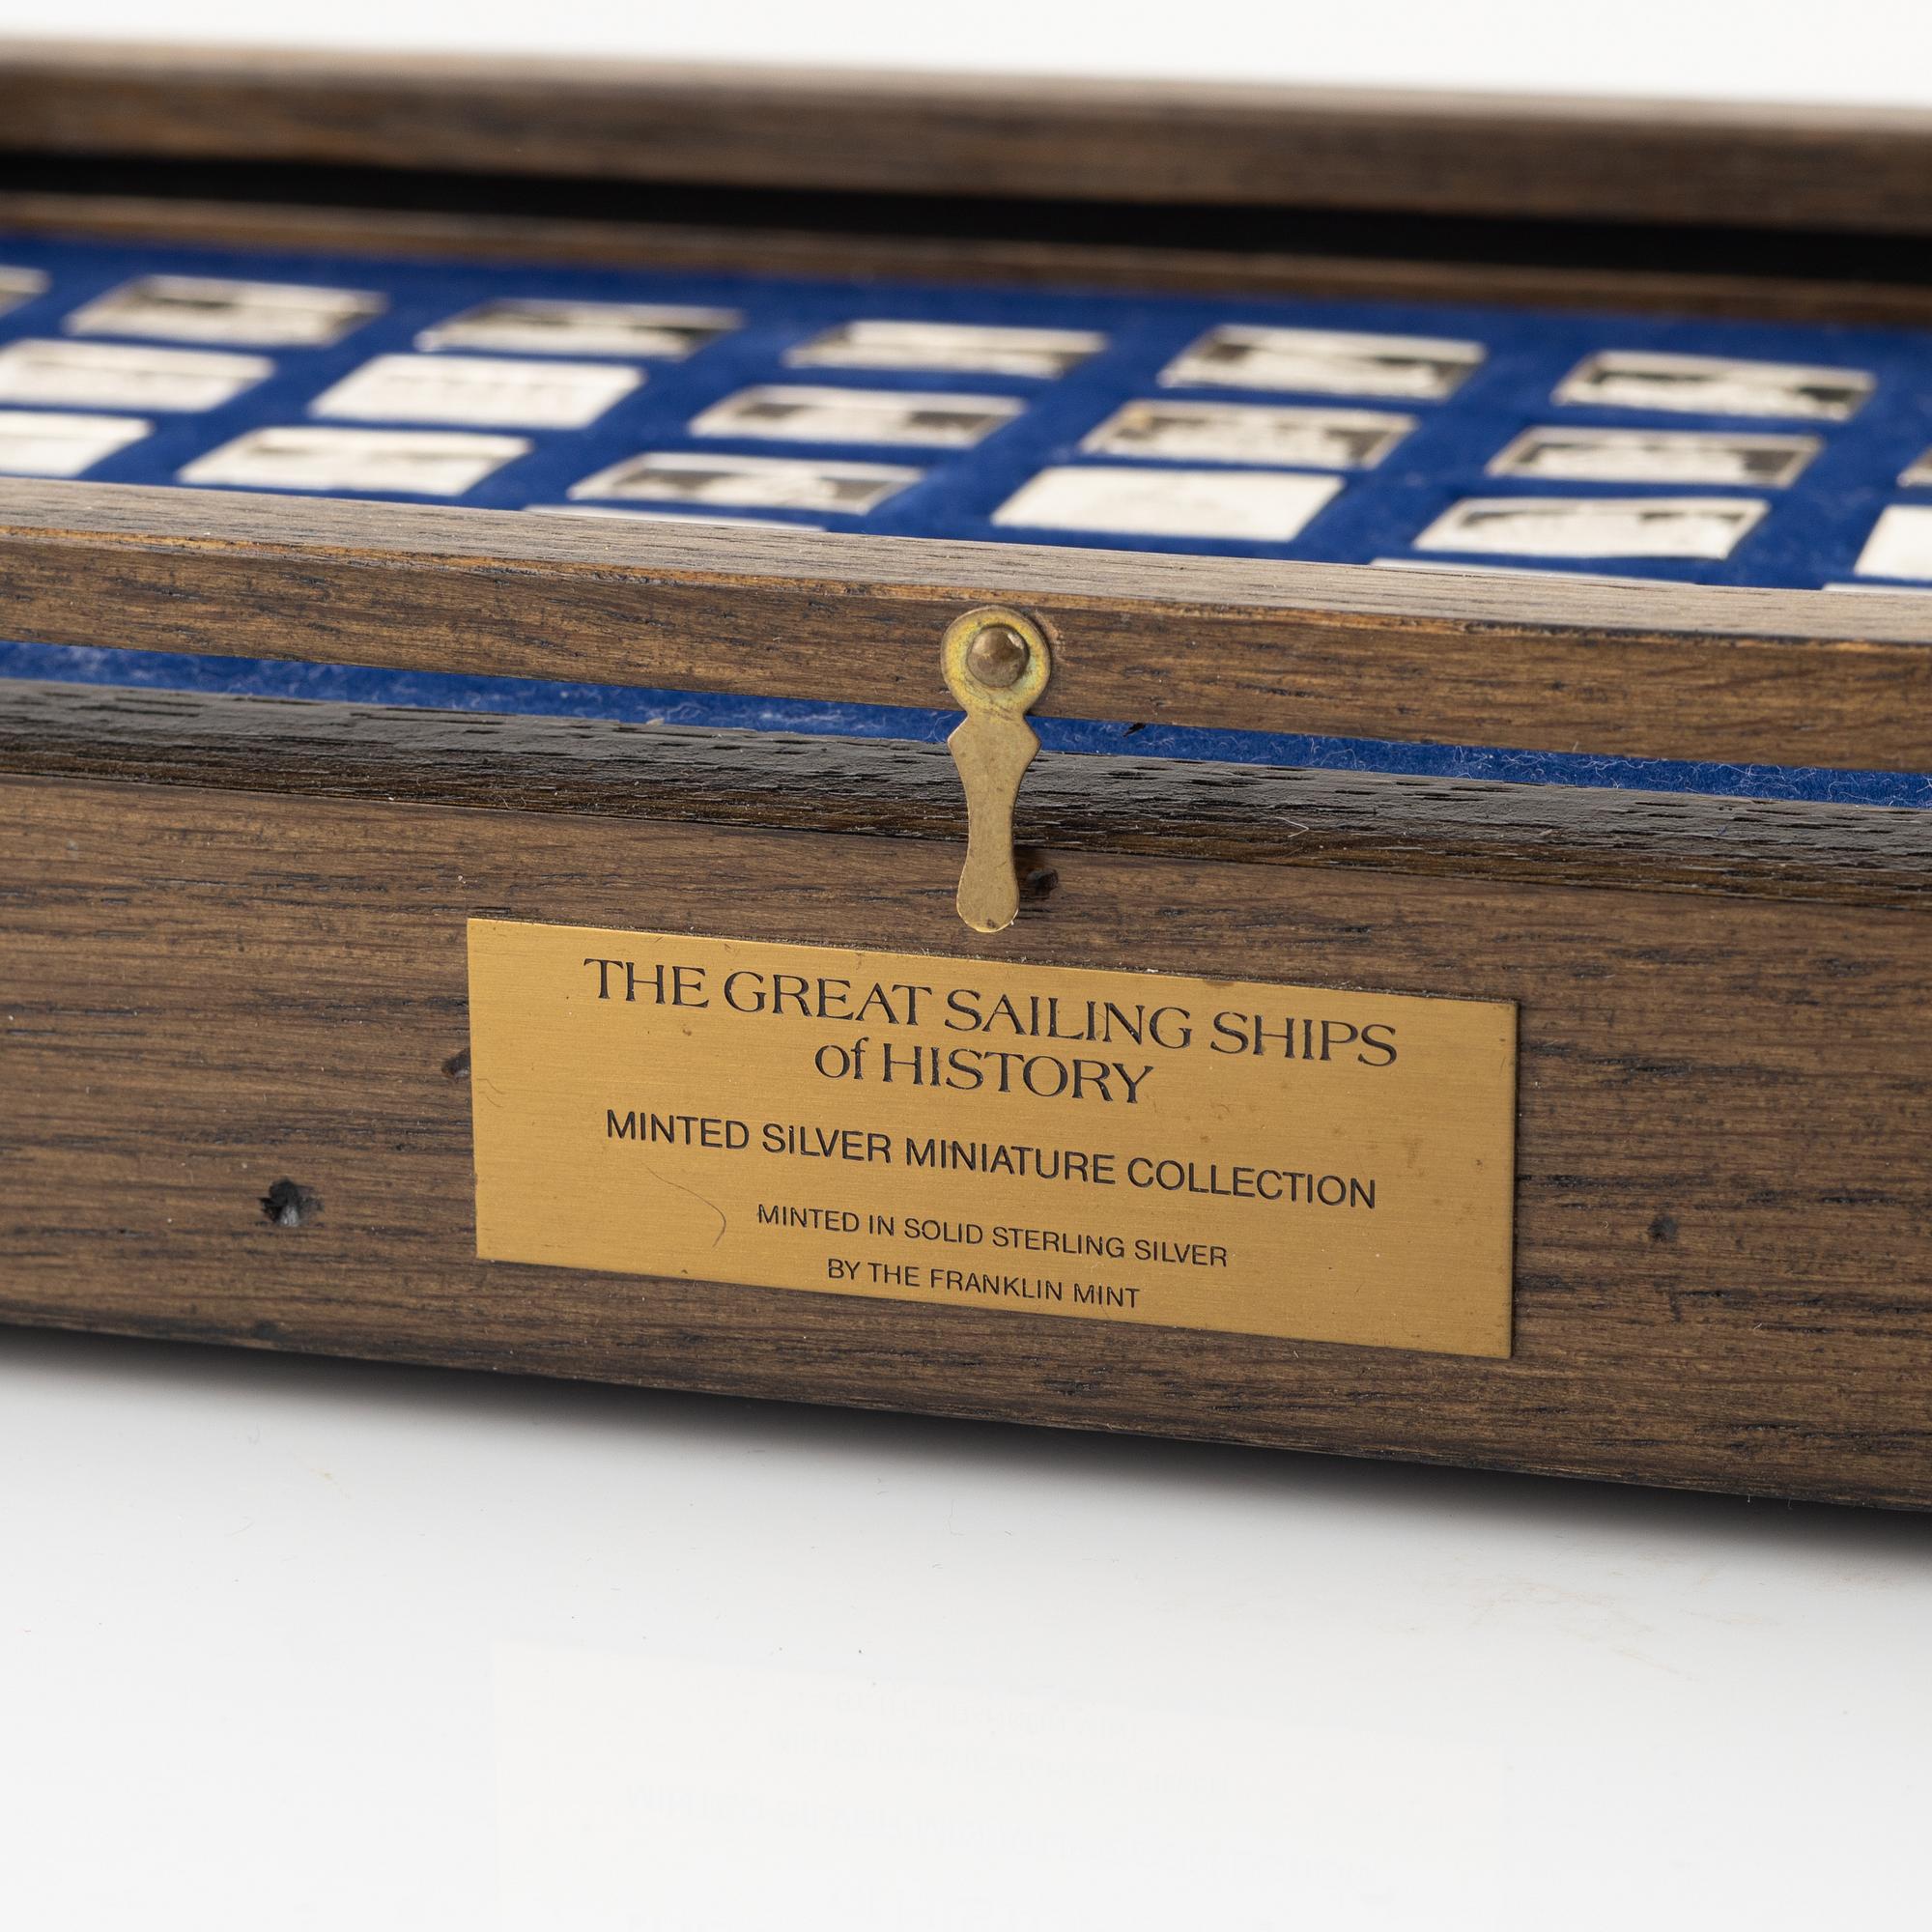 THE GREAT SAILING SHIPS
of HISTORY
MINTED SILVER MINIATURE COLLECTION
MINTED IN SOLID STERLING SILVER
BY THE FRANKLIN MINT